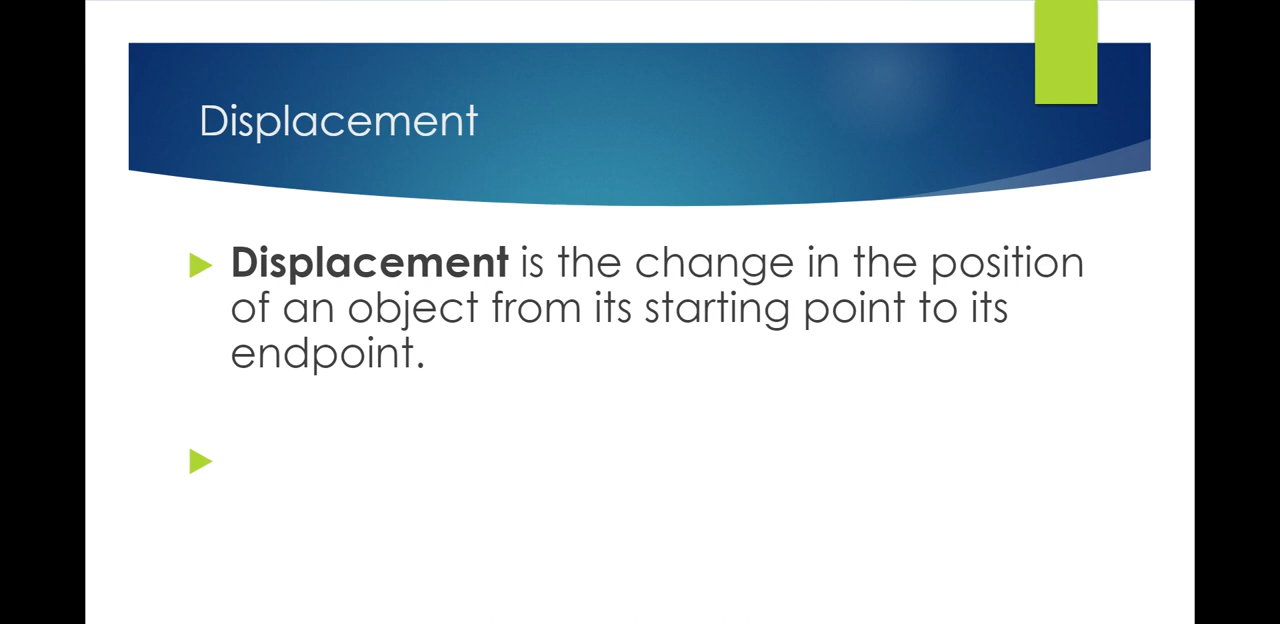 Displacement
Displacement is the change in the position
of an object from its starting point to its
endpoint.